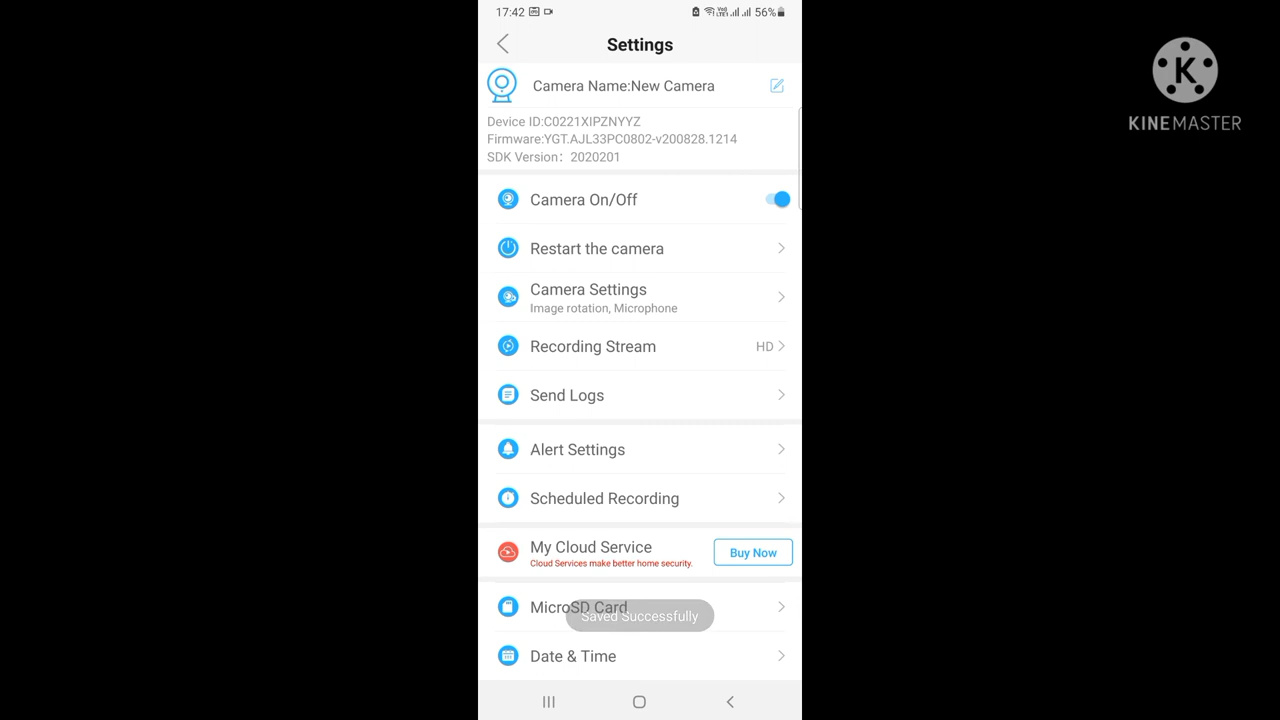 17:42
56%
Settings
Camera Name:New Camera
Device ID:C0221XIPZNYYZ
Firmware:YGT.AJL33PC0802-v200828.1214
SDK Version：2020201
Camera On/Off
Restart the camera
Camera Settings
Image rotation, Microphone
Recording Stream HD
Send Logs
Alert Settings
Scheduled Recording
My Cloud Service
Cloud Services make better home security.
Buy Now
MicroSD Card
Saved Successfully
Date & Time
K
KINEMASTER